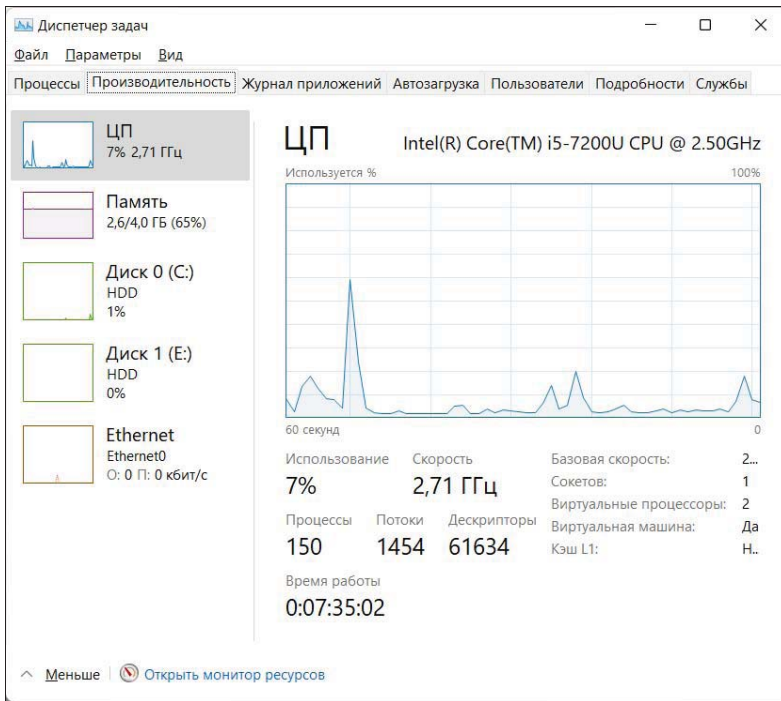 Диспетчер задач
Файл Параметры Вид
Процессы Производительность Журнал приложений Автозагрузка Пользователи Подробности Службы
ЦП
7% 2,71 ГГц
Память
2,6/4,0 ГБ (65%)
Диск 0 (C:)
HDD
1%
Диск 1 (E:)
HDD
0%
Ethernet
Ethernet0
О: 0 П: 0 кбит/с
ЦП Intel(R) Core(TM) i5-7200U CPU @ 2.50GHz
Используется % 100%
60 секунд 0
Использование Скорость
7% 2,71 ГГц
Процессы Потоки Дескрипторы
150 1454 61634
Время работы
0:07:35:02
Базовая скорость: 2...
Сокетов: 1
Виртуальные процессоры: 2
Виртуальная машина: Да
Кэш L1: Н..
Меньше Открыть монитор ресурсов